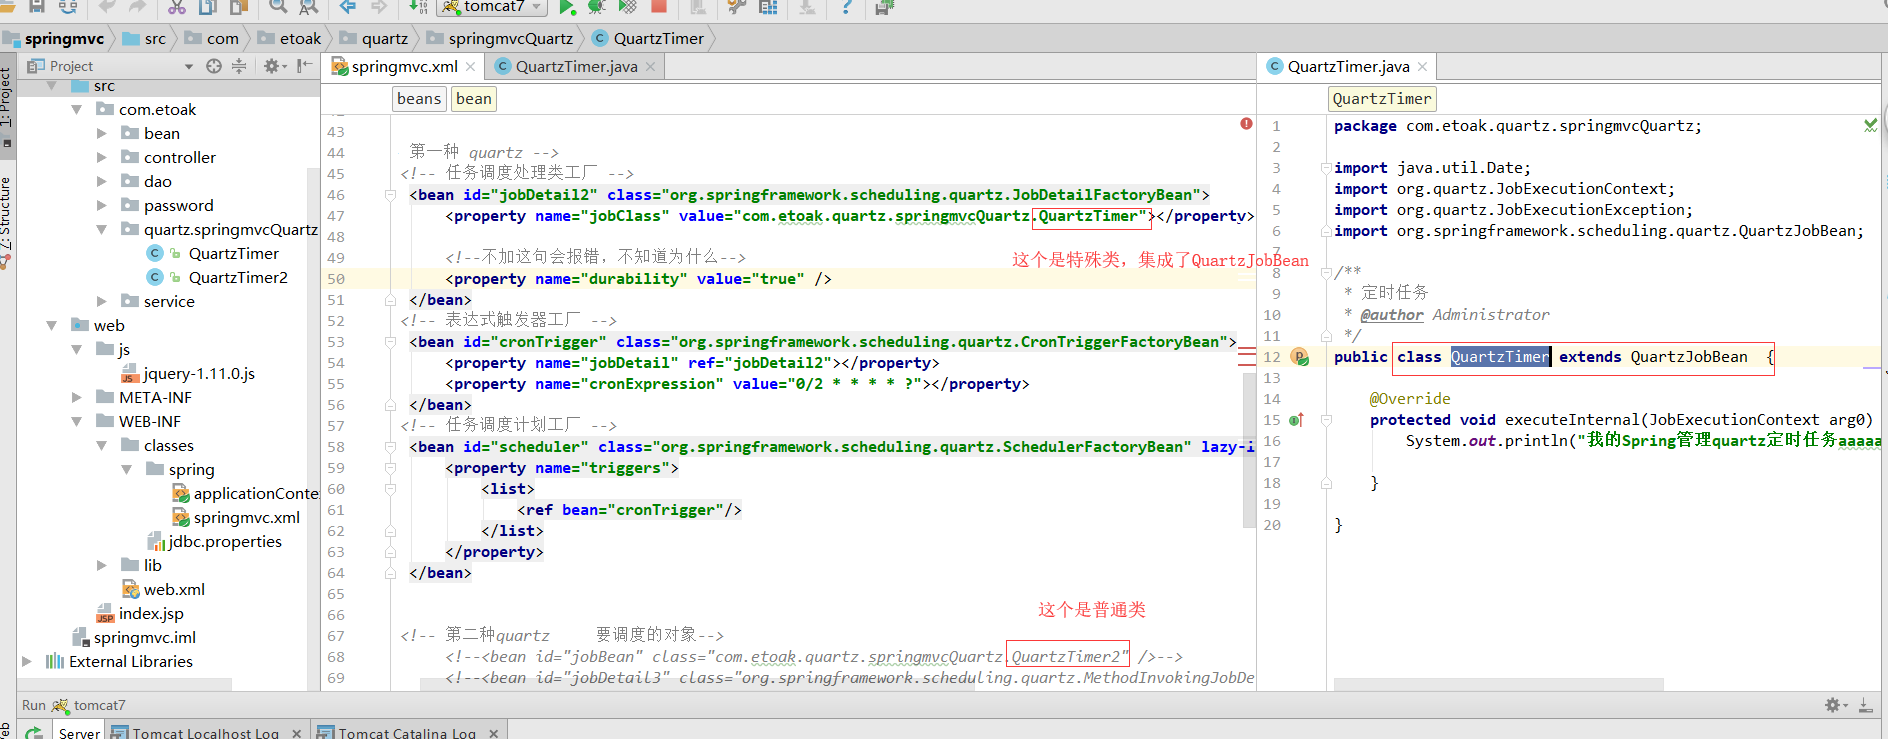 tomcat7
springmvc src com etoak quartz springmvcQuartz QuartzTimer
1: Project
7: Structure
Project
src
com.etoak
bean
controller
dao
password
quartz.springmvcQuartz
QuartzTimer
QuartzTimer2
service
web
js
jquery-1.11.0.js
META-INF
WEB-INF
classes
spring
applicationConte
springmvc.xml
jdbc.properties
lib
web.xml
index.jsp
springmvc.iml
External Libraries
springmvc.xml QuartzTimer.java
beans bean
43
44 第一种 quartz -->
45 <!-- 任务调度处理类工厂 -->
46 <bean id="jobDetail2" class="org.springframework.scheduling.quartz.JobDetailFactoryBean">
47 <property name="jobClass" value="com.etoak.quartz.springmvcQuartz.QuartzTimer"></property>
48
49 <!--不加这句会报错，不知道为什么-->
这个是特殊类，集成了QuartzJobBean
50 <property name="durability" value="true" />
51 </bean>
52 <!-- 表达式触发器工厂 -->
53 <bean id="cronTrigger" class="org.springframework.scheduling.quartz.CronTriggerFactoryBean">
54 <property name="jobDetail" ref="jobDetail2"></property>
55 <property name="cronExpression" value="0/2 * * * * ?"></property>
56 </bean>
57 <!-- 任务调度计划工厂 -->
58 <bean id="scheduler" class="org.springframework.scheduling.quartz.SchedulerFactoryBean" lazy-i
59 <property name="triggers">
60 <list>
61 <ref bean="cronTrigger"/>
62 </list>
63 </property>
64 </bean>
65
66
这个是普通类
67 <!-- 第二种quartz 要调度的对象-->
68 <!--<bean id="jobBean" class="com.etoak.quartz.springmvcQuartz.QuartzTimer2" />-->
69 <!--<bean id="jobDetail3" class="org.springframework.scheduling.quartz.MethodInvokingJobDe
QuartzTimer.java
QuartzTimer
1 package com.etoak.quartz.springmvcQuartz;
2
3 import java.util.Date;
4 import org.quartz.JobExecutionContext;
5 import org.quartz.JobExecutionException;
6 import org.springframework.scheduling.quartz.QuartzJobBean;
7
8 /**
9 * 定时任务
10 * @author Administrator
11 */
12 public class QuartzTimer extends QuartzJobBean {
13
14 @Override
15 protected void executeInternal(JobExecutionContext arg0)
16 System.out.println("我的Spring管理quartz定时任务aaaaa
17
18 }
19
20 }
Run tomcat7
Server Tomcat Localhost Log Tomcat Catalina Log